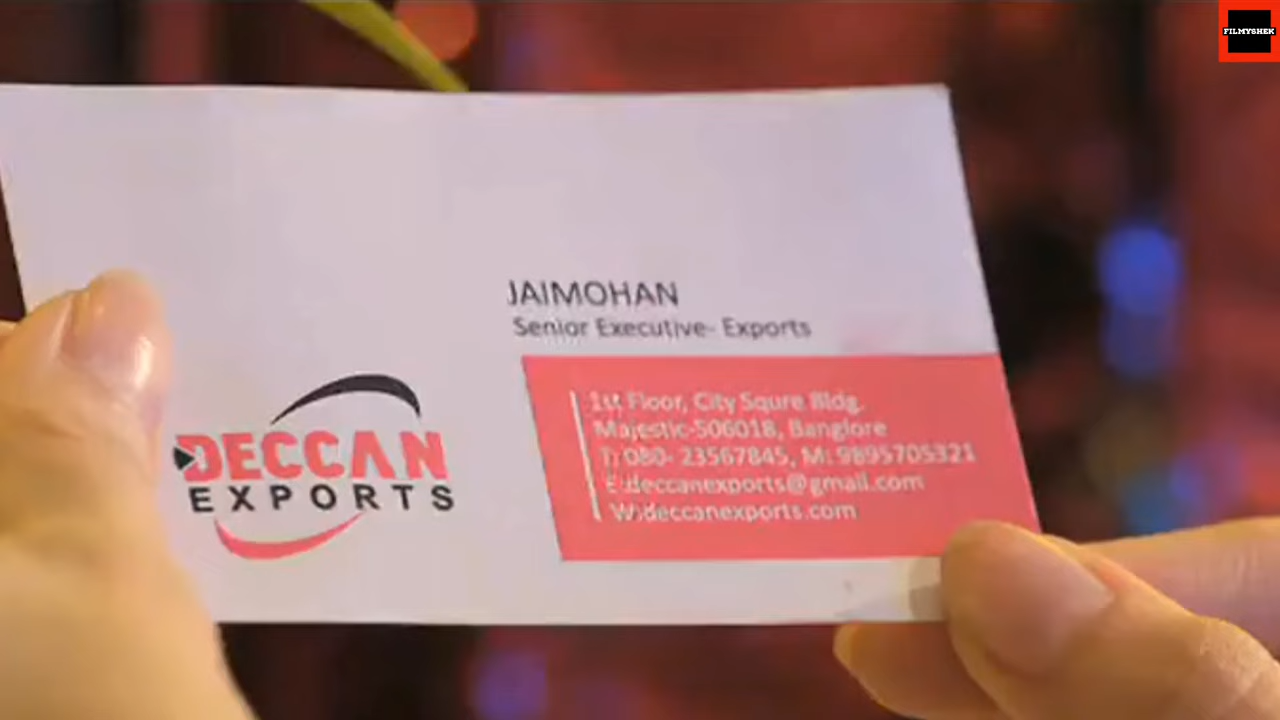 FILMYSHEK
JAIMOHAN
Senior Executive- Exports
DECCAN
EXPORTS
1st Floor, City Squre Bldg.
Majestic-506018, Banglore
T: 080- 23567845, M: 9895705321
E:deccanexports@gmail.com
W:deccanexports.com